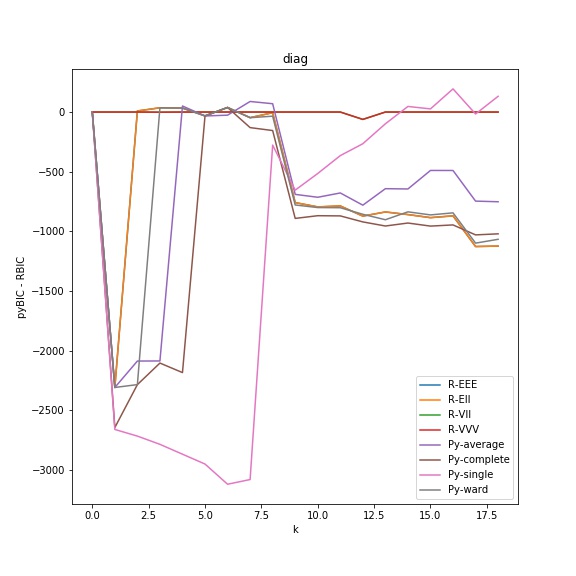 diag
0
−500
−1000
−1500
−2000
−2500
−3000
pyBIC - RBIC
0.0 2.5 5.0 7.5 10.0 12.5 15.0 17.5
k
R-EEE
R-EII
R-VII
R-VVV
Py-average
Py-complete
Py-single
Py-ward